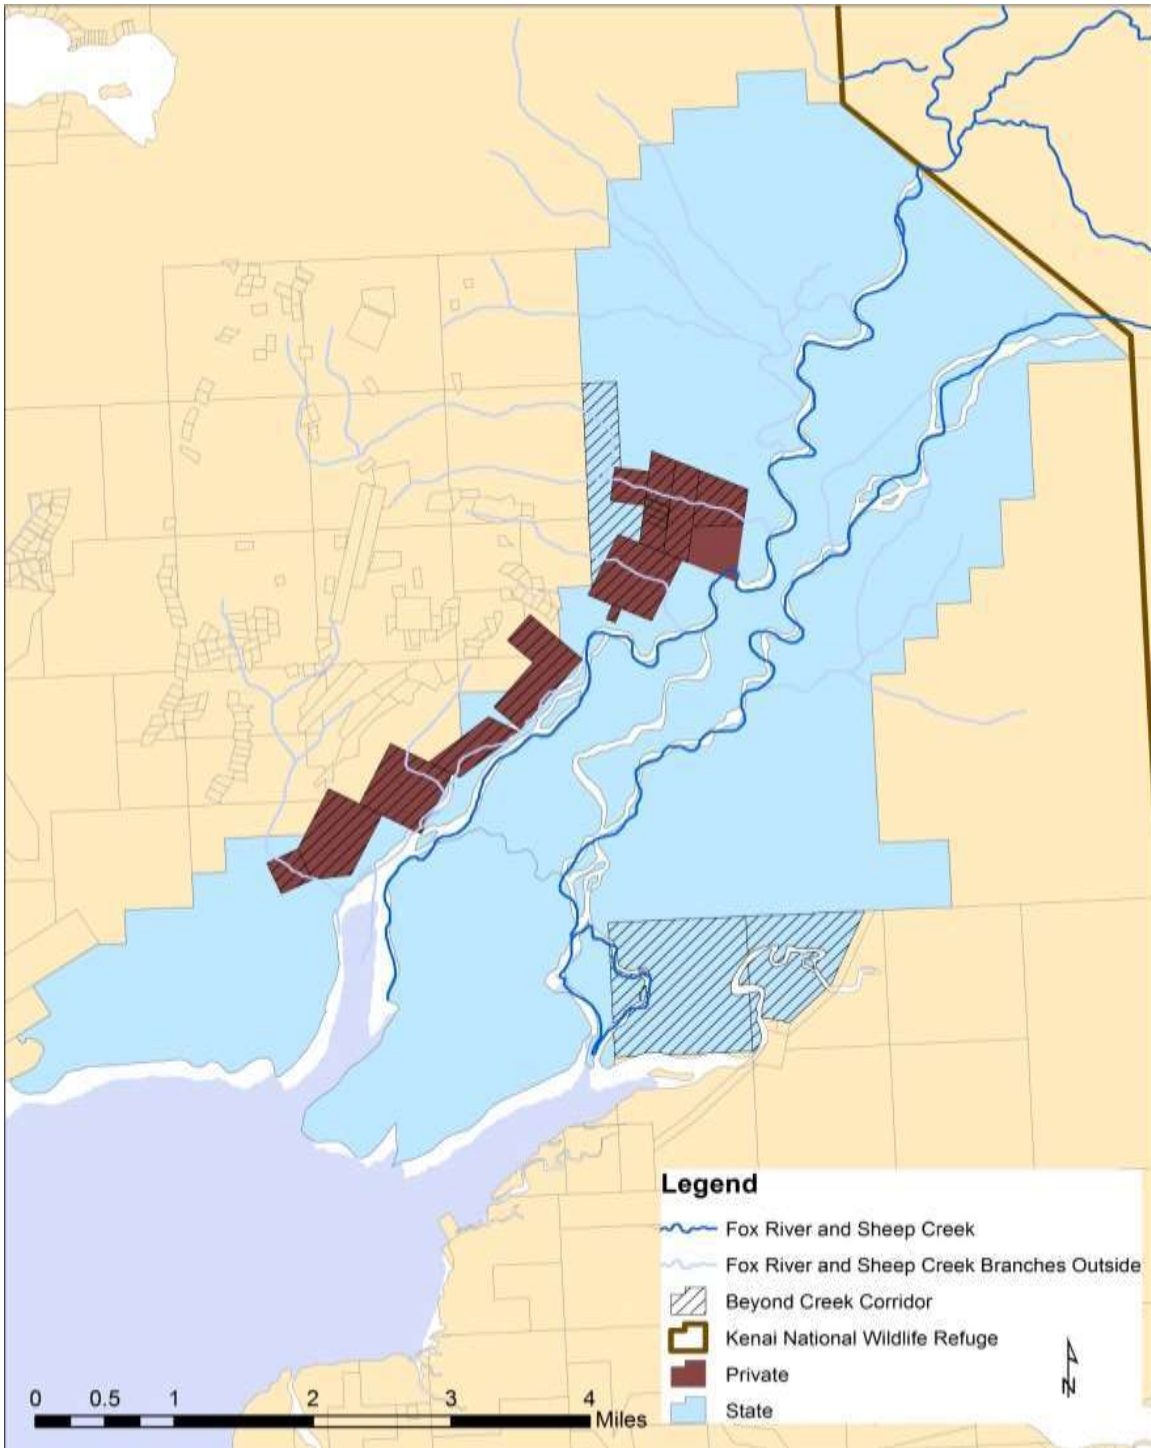 Legend
Fox River and Sheep Creek
Fox River and Sheep Creek Branches Outside
Beyond Creek Corridor
Kenai National Wildlife Refuge
Private
State
N
0 0.5 1 2 3 4
Miles